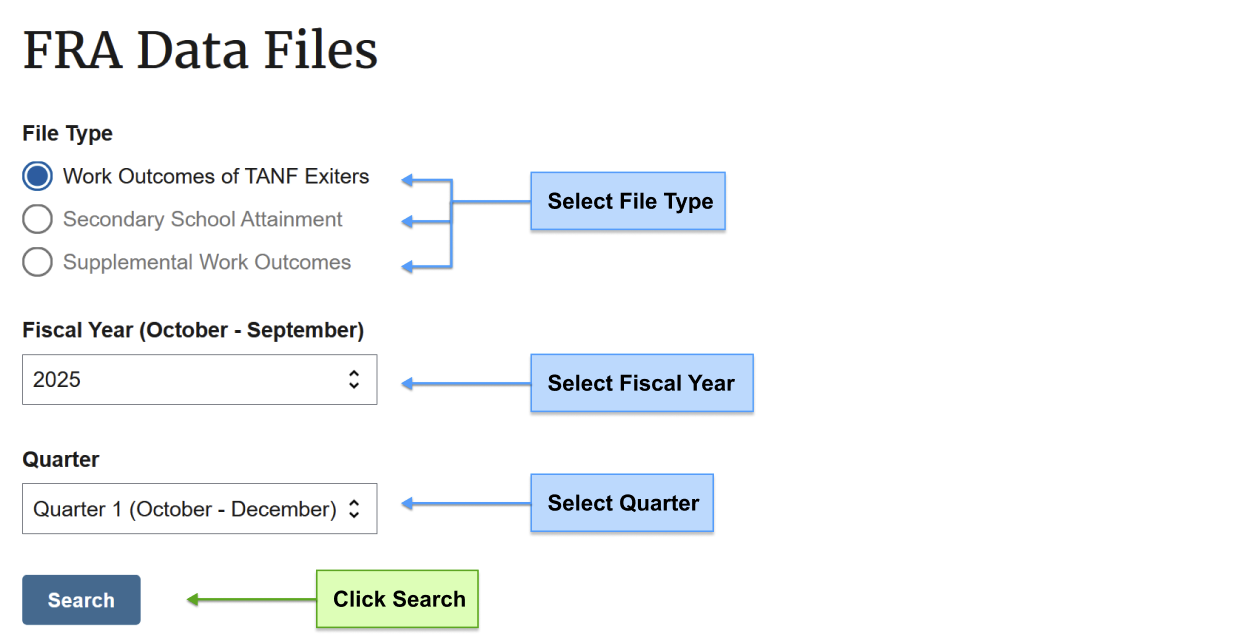 FRA Data Files
File Type
Work Outcomes of TANF Exiters
Secondary School Attainment
Supplemental Work Outcomes
Select File Type
Fiscal Year (October - September)
2025
Select Fiscal Year
Quarter
Quarter 1 (October - December)
Select Quarter
Search
Click Search